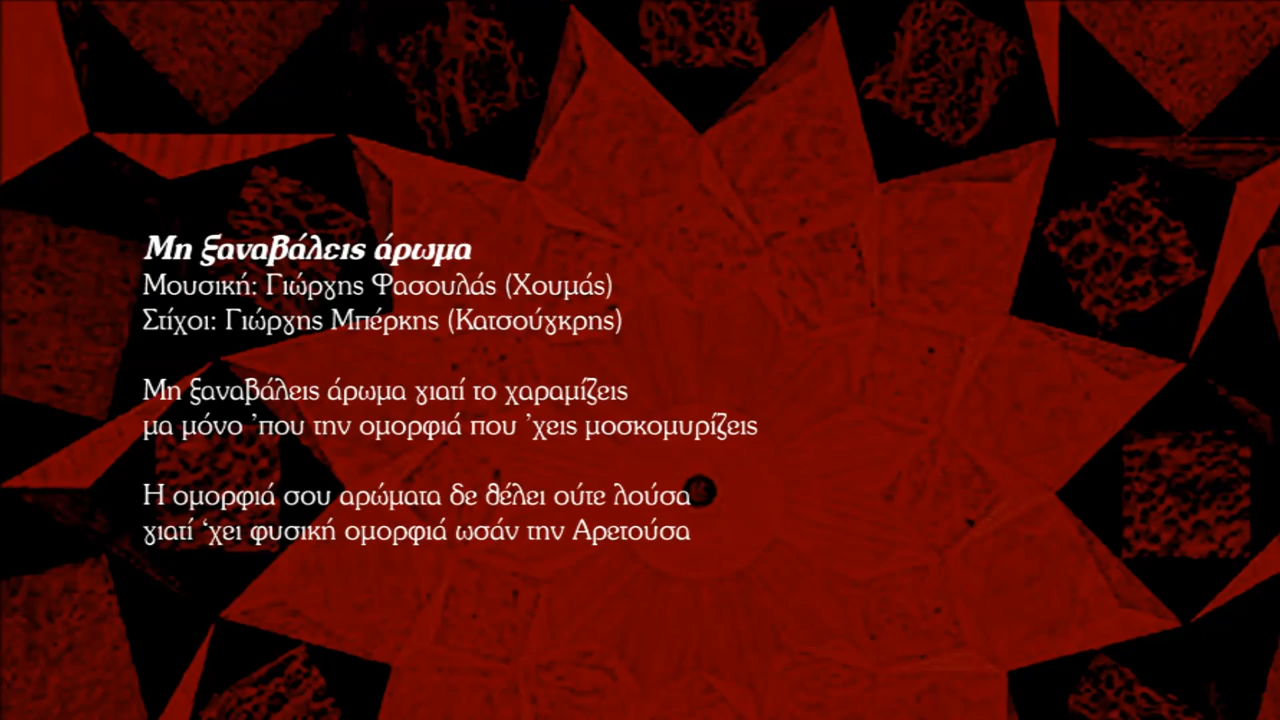 Μη ξαναβάλεις άρωμα
Μουσική: Γιώργης Φασουλάς (Χουμάς)
Στίχοι: Γιώργης Μπέρκης (Κατσούγκρης)
Μη ξαναβάλεις άρωμα γιατί το χαραμίζεις
μα μόνο ’που την ομορφιά που ’χεις μοσκομυρίζεις
Η ομορφιά σου αρώματα δε θέλει ούτε λούσα
γιατί ‘χει φυσική ομορφιά ωσάν την Αρετούσα